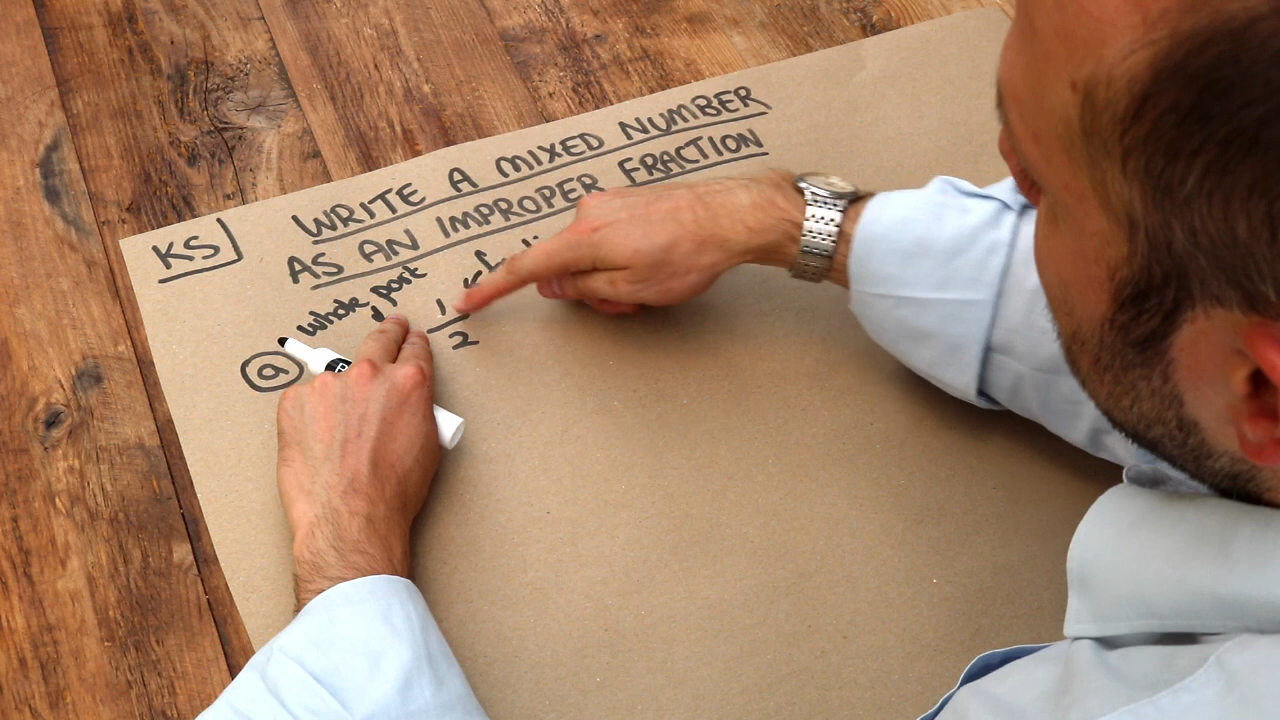 KS
WRITE A MIXED NUMBER
AS AN IMPROPER FRACTION
whole part
a
1
2